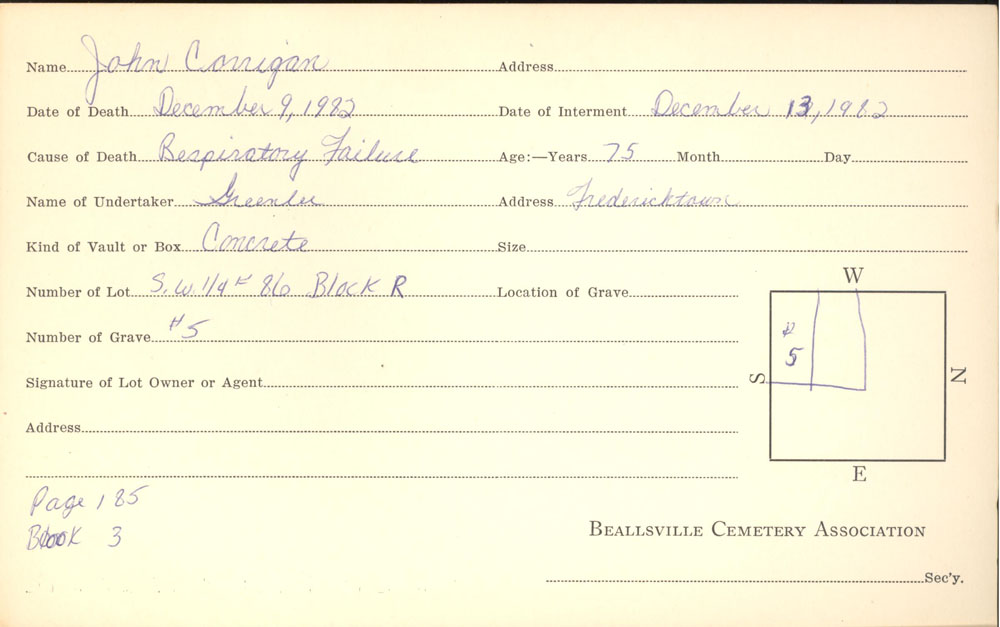 Name John Corrigan Address
Date of Death December 9, 1982 Date of Interment December 13, 1982
Cause of Death Respiratory Failure Age:—Years 75 Month Day
Name of Undertaker Greenlee Address Fredericktown
Kind of Vault or Box Concrete Size
Number of Lot S.W. 1/4 # 86 Block R Location of Grave
W
Number of Grave #5
# 5
Signature of Lot Owner or Agent
S N
Address
E
Page 185
Book 3
BEALLSVILLE CEMETERY ASSOCIATION
Sec'y.